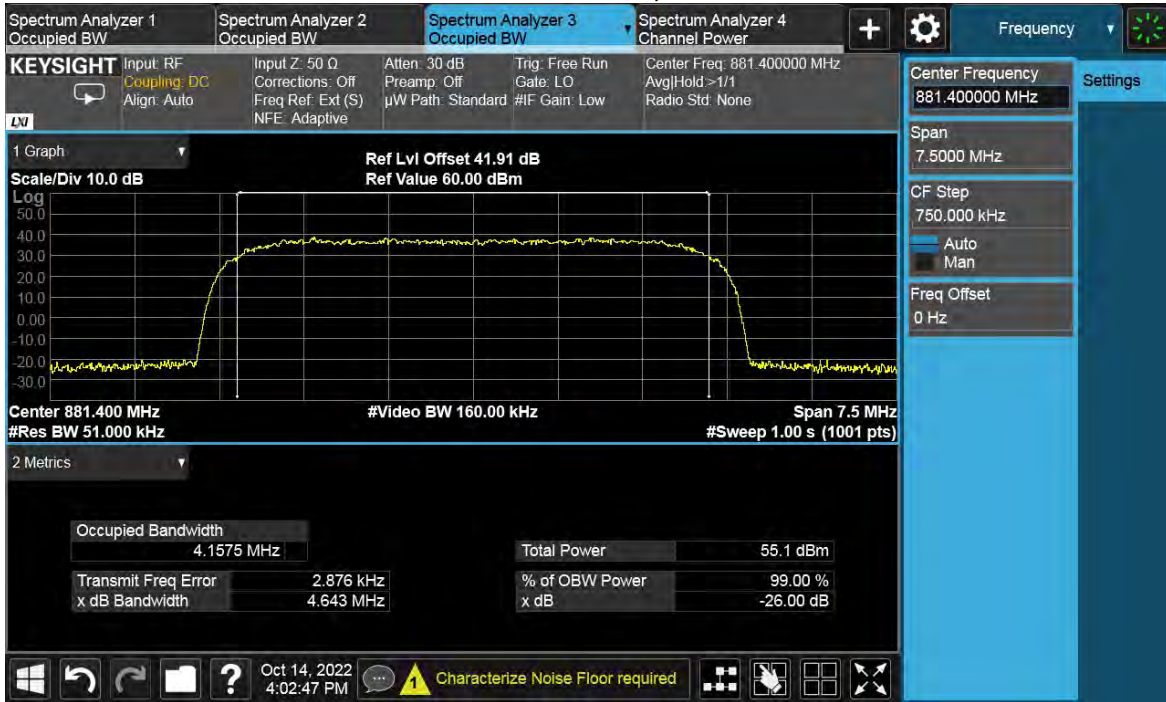 Spectrum Analyzer 1
Occupied BW
Spectrum Analyzer 2
Occupied BW
Spectrum Analyzer 3
Occupied BW
Spectrum Analyzer 4
Channel Power
+
Frequency
KEYSIGHT
LXI
Input: RF
Coupling: DC
Align: Auto
Input Z: 50 Ω
Corrections: Off
Freq Ref: Ext (S)
NFE: Adaptive
Atten: 30 dB
Preamp: Off
µW Path: Standard
Trig: Free Run
Gate: LO
#IF Gain: Low
Center Freq: 881.400000 MHz
Avg|Hold:>1/1
Radio Std: None
Center Frequency
881.400000 MHz
Settings
Span
7.5000 MHz
CF Step
750.000 kHz
Auto
Man
Freq Offset
0 Hz
1 Graph
Scale/Div 10.0 dB
Ref Lvl Offset 41.91 dB
Ref Value 60.00 dBm
Log
50.0
40.0
30.0
20.0
10.0
0.00
-10.0
-20.0
-30.0
Center 881.400 MHz
#Video BW 160.00 kHz
Span 7.5 MHz
#Res BW 51.000 kHz
#Sweep 1.00 s (1001 pts)
2 Metrics
Occupied Bandwidth
4.1575 MHz
Total Power 55.1 dBm
Transmit Freq Error 2.876 kHz
% of OBW Power 99.00 %
x dB Bandwidth 4.643 MHz
x dB -26.00 dB
?
Oct 14, 2022
4:02:47 PM
1
Characterize Noise Floor required